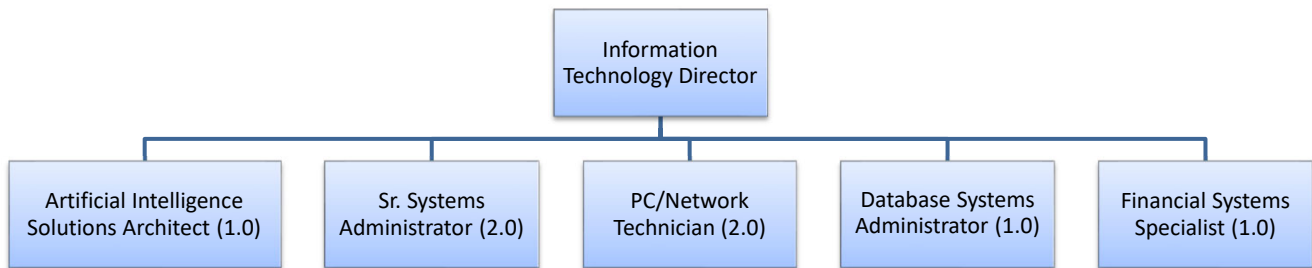 Information
Technology Director
Artificial Intelligence
Solutions Architect (1.0)
Sr. Systems
Administrator (2.0)
PC/Network
Technician (2.0)
Database Systems
Administrator (1.0)
Financial Systems
Specialist (1.0)